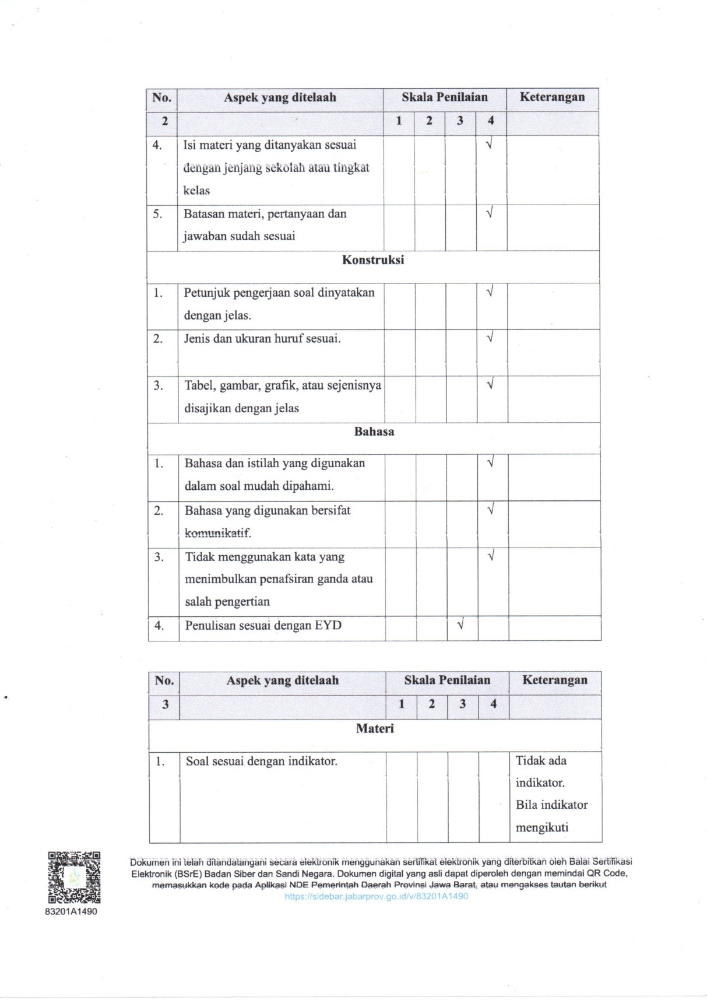 No. Aspek yang ditelaah Skala Penilaian Keterangan
2 1 2 3 4
4. Isi materi yang ditanyakan sesuai √
dengan jenjang sekolah atau tingkat
kelas
5. Batasan materi, pertanyaan dan √
jawaban sudah sesuai
Konstruksi
1. Petunjuk pengerjaan soal dinyatakan √
dengan jelas.
2. Jenis dan ukuran huruf sesuai. √
3. Tabel, gambar, grafik, atau sejenisnya √
disajikan dengan jelas
Bahasa
1. Bahasa dan istilah yang digunakan √
dalam soal mudah dipahami.
2. Bahasa yang digunakan bersifat √
komunikatif.
3. Tidak menggunakan kata yang √
menimbulkan penafsiran ganda atau
salah pengertian
4. Penulisan sesuai dengan EYD √
No. Aspek yang ditelaah Skala Penilaian Keterangan
3 1 2 3 4
Materi
1. Soal sesuai dengan indikator. Tidak ada
indikator.
Bila indikator
mengikuti
Dokumen ini telah ditandatangani secara elektronik menggunakan sertifikat elektronik yang diterbitkan oleh Balai Sertifikasi
Elektronik (BSrE) Badan Siber dan Sandi Negara. Dokumen digital yang asli dapat diperoleh dengan memindai QR Code,
memasukkan kode pada Aplikasi NDE Pemerintah Daerah Provinsi Jawa Barat, atau mengakses tautan berikut
https://sidebar.jabarprov.go.id/v/83201A1490
83201A1490